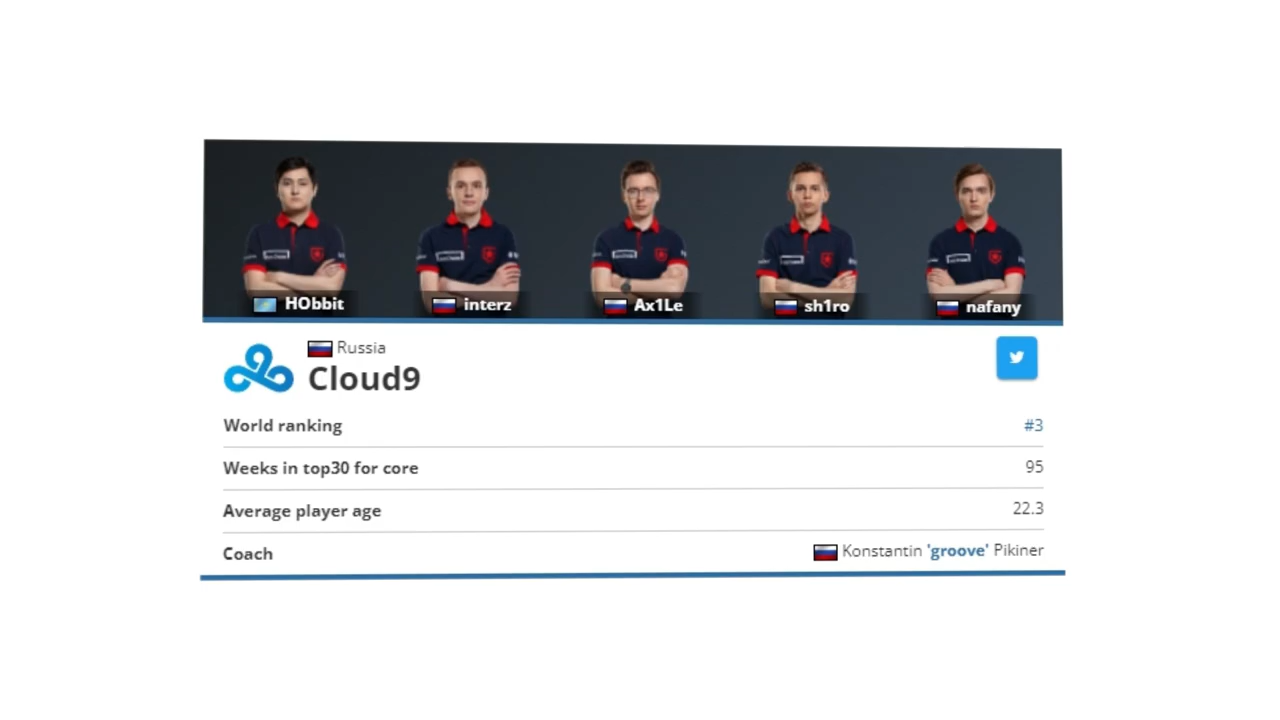 HObbit interz Ax1Le sh1ro nafany
Russia
Cloud9
World ranking #3
Weeks in top30 for core 95
Average player age 22.3
Coach Konstantin 'groove' Pikiner